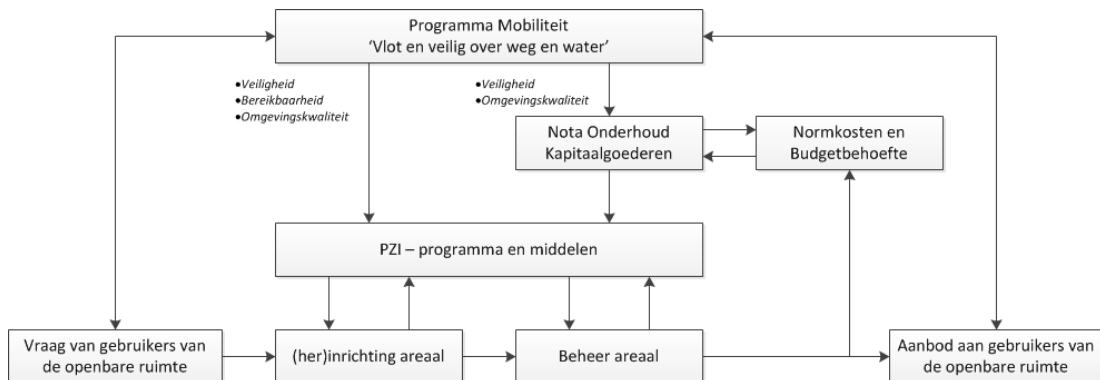 Programma Mobiliteit
‘Vlot en veilig over weg en water’
•Veiligheid
•Bereikbaarheid
•Omgevingskwaliteit
•Veiligheid
•Omgevingskwaliteit
Nota Onderhoud
Kapitaalgoederen
Normkosten en
Budgetbehoefte
PZI – programma en middelen
Vraag van gebruikers van
de openbare ruimte
(her)inrichting areaal
Beheer areaal
Aanbod aan gebruikers van
de openbare ruimte